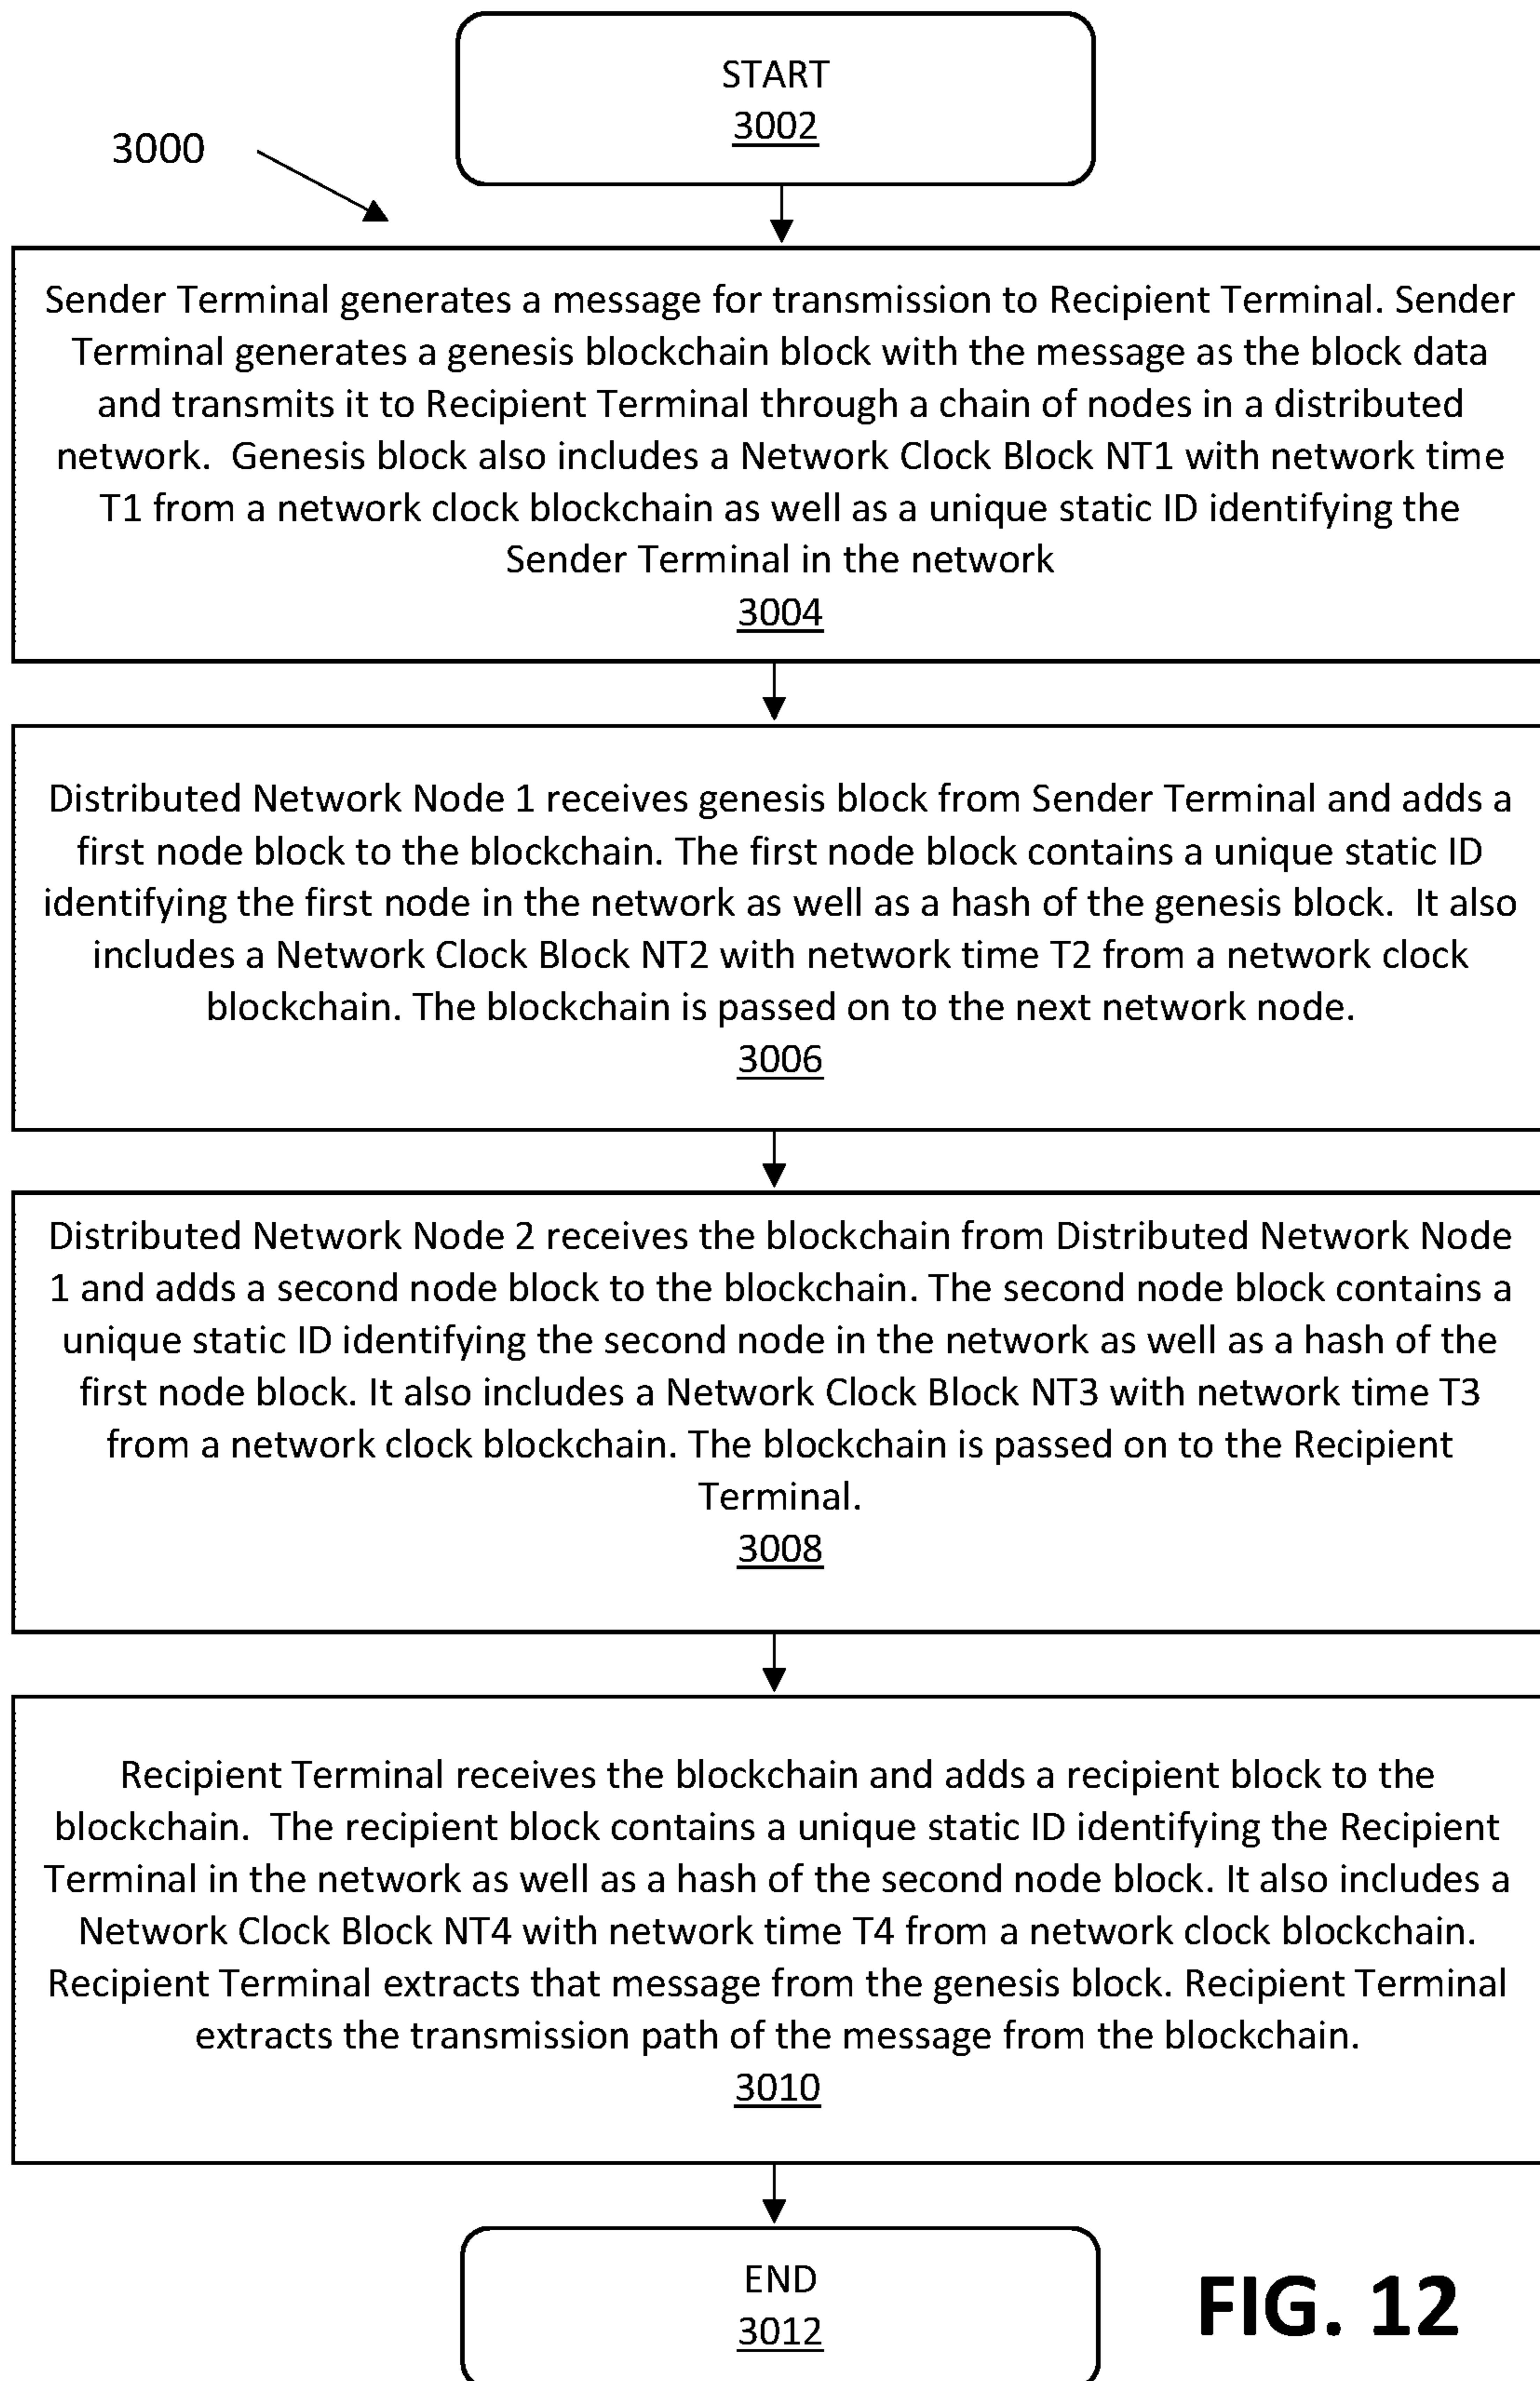 START
3002
3000
Sender Terminal generates a message for transmission to Recipient Terminal. Sender
Terminal generates a genesis blockchain block with the message as the block data
and transmits it to Recipient Terminal through a chain of nodes in a distributed
network.  Genesis block also includes a Network Clock Block NT1 with network time
T1 from a network clock blockchain as well as a unique static ID identifying the
Sender Terminal in the network
3004
Distributed Network Node 1 receives genesis block from Sender Terminal and adds a
first node block to the blockchain. The first node block contains a unique static ID
identifying the first node in the network as well as a hash of the genesis block.  It also
includes a Network Clock Block NT2 with network time T2 from a network clock
blockchain. The blockchain is passed on to the next network node.
3006
Distributed Network Node 2 receives the blockchain from Distributed Network Node
1 and adds a second node block to the blockchain. The second node block contains a
unique static ID identifying the second node in the network as well as a hash of the
first node block. It also includes a Network Clock Block NT3 with network time T3
from a network clock blockchain. The blockchain is passed on to the Recipient
Terminal.
3008
Recipient Terminal receives the blockchain and adds a recipient block to the
blockchain.  The recipient block contains a unique static ID identifying the Recipient
Terminal in the network as well as a hash of the second node block. It also includes a
Network Clock Block NT4 with network time T4 from a network clock blockchain.
Recipient Terminal extracts that message from the genesis block. Recipient Terminal
extracts the transmission path of the message from the blockchain.
3010
END
3012
FIG. 12